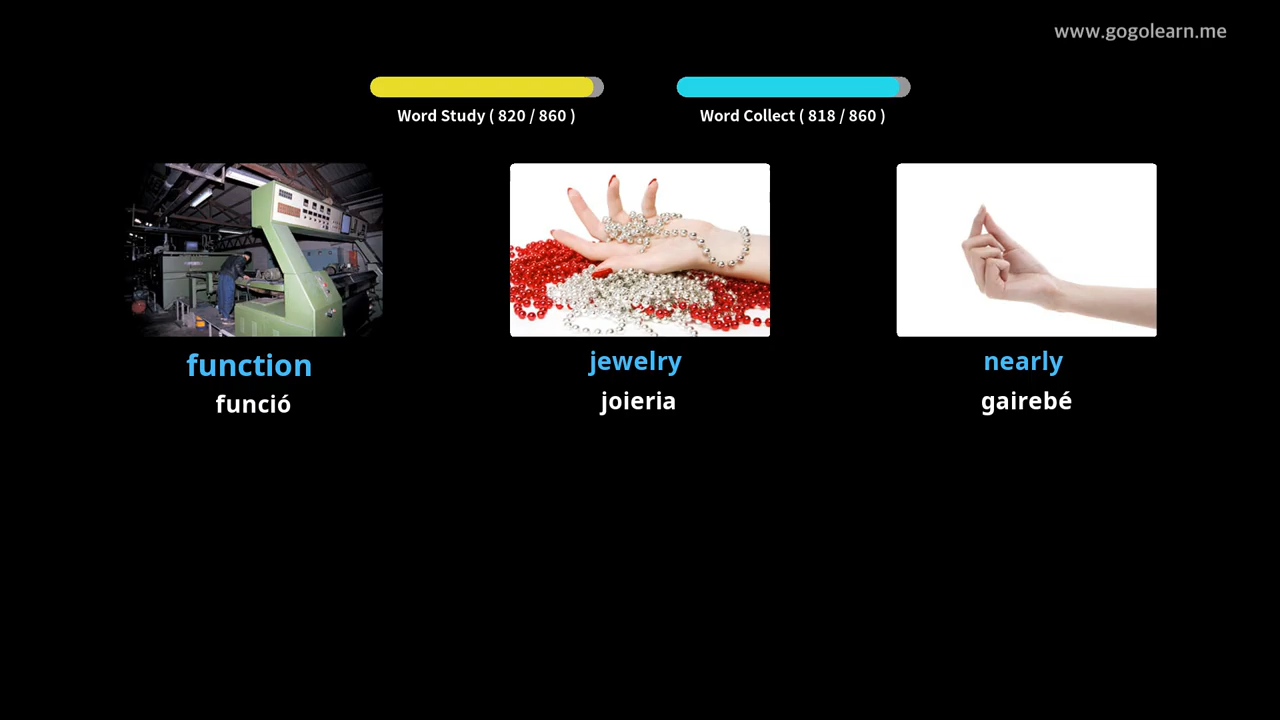 www.gogolearn.me
Word Study ( 820 / 860 )
Word Collect ( 818 / 860 )
function
funció
jewelry
joieria
nearly
gairebé